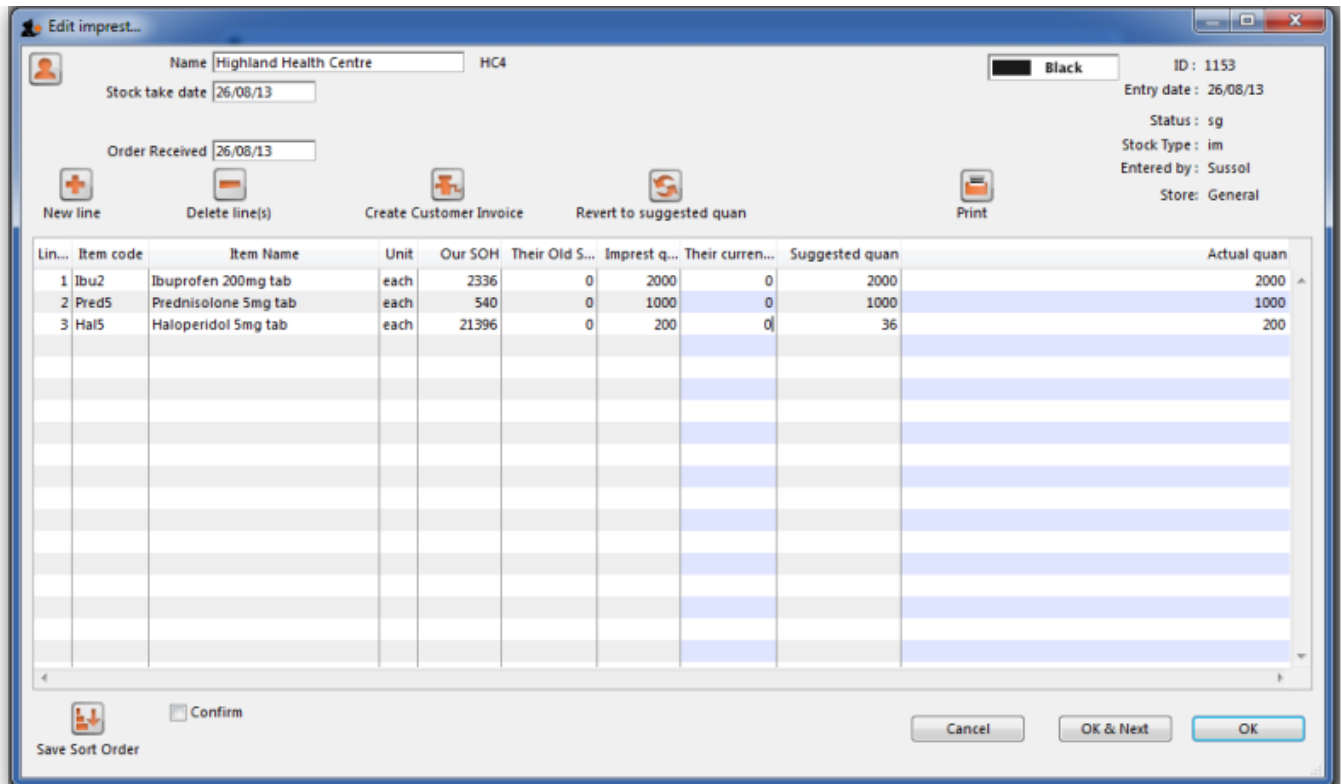 Edit imprest...
Name Highland Health Centre HC4 Black ID : 1153
Stock take date 26/08/13 Entry date : 26/08/13
Status : sg
Order Received 26/08/13 Stock Type : im
Entered by : Sussol
Store: General
New line Delete line(s) Create Customer Invoice Revert to suggested quan Print
Lin... Item code Item Name Unit Our SOH Their Old S... Imprest q... Their curren... Suggested quan Actual quan
1 Ibu2 Ibuprofen 200mg tab each 2336 0 2000 0 2000 2000
2 Pred5 Prednisolone 5mg tab each 540 0 1000 0 1000 1000
3 Hal5 Haloperidol 5mg tab each 21396 0 200 0 36 200
Confirm
Cancel OK & Next OK
Save Sort Order